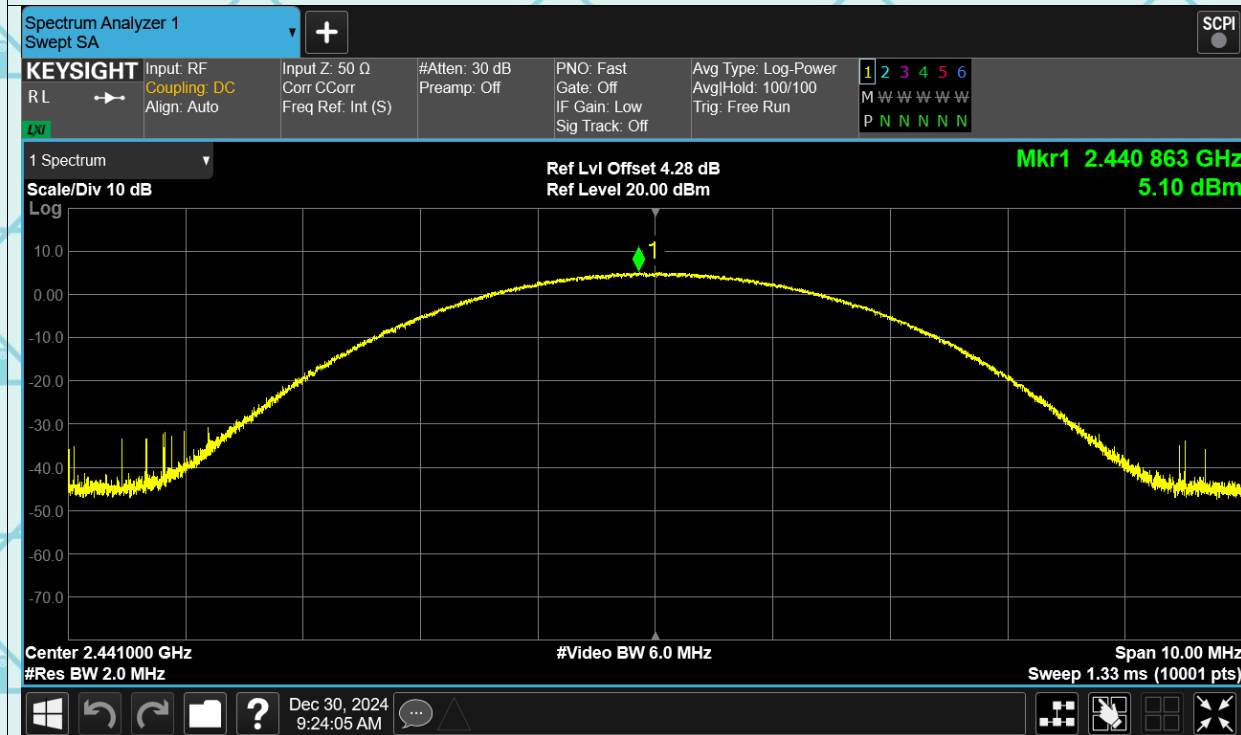 Spectrum Analyzer 1
Swept SA
+
SCPI
KEYSIGHT
R L
LXI
Input: RF
Coupling: DC
Align: Auto
Input Z: 50 Ω
Corr CCorr
Freq Ref: Int (S)
#Atten: 30 dB
Preamp: Off
PNO: Fast
Gate: Off
IF Gain: Low
Sig Track: Off
Avg Type: Log-Power
Avg|Hold: 100/100
Trig: Free Run
1 2 3 4 5 6
M W W W W W W
P N N N N N N
1 Spectrum
Scale/Div 10 dB
Log
Ref Lvl Offset 4.28 dB
Ref Level 20.00 dBm
Mkr1 2.440 863 GHz
5.10 dBm
1
10.0
0.00
-10.0
-20.0
-30.0
-40.0
-50.0
-60.0
-70.0
Center 2.441000 GHz
#Res BW 2.0 MHz
#Video BW 6.0 MHz
Span 10.00 MHz
Sweep 1.33 ms (10001 pts)
?
Dec 30, 2024
9:24:05 AM